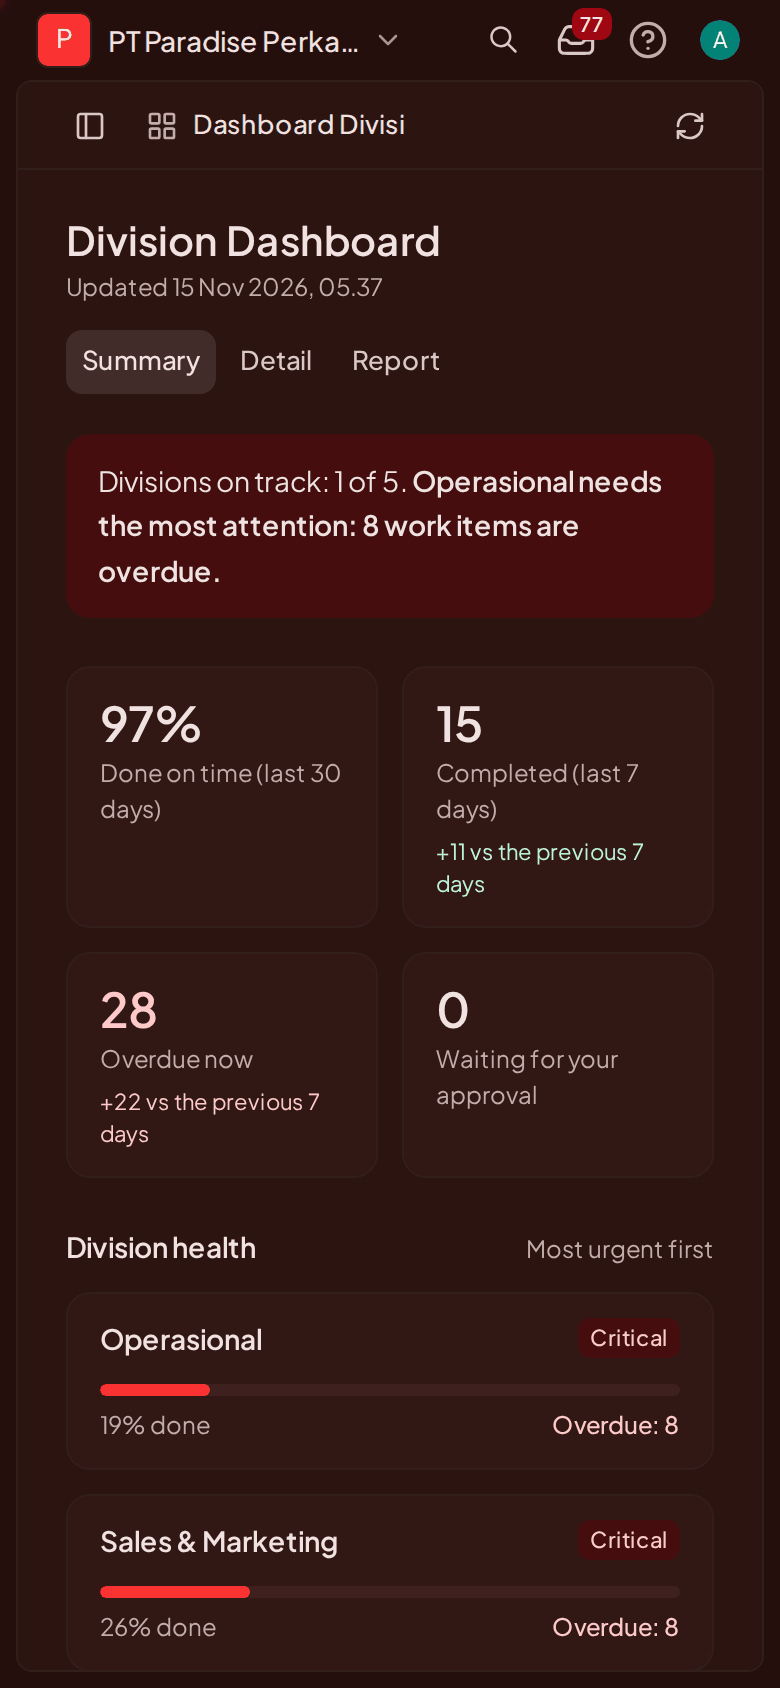 P
PT Paradise Perka...
77
A
Dashboard Divisi
Division Dashboard
Updated 15 Nov 2026, 05.37
Summary
Detail
Report
Divisions on track: 1 of 5. Operasional needs
the most attention: 8 work items are
overdue.
97%
Done on time (last 30
days)
15
Completed (last 7
days)
+11 vs the previous 7
days
28
Overdue now
+22 vs the previous 7
days
0
Waiting for your
approval
Division health
Most urgent first
Operasional
Critical
19% done
Overdue: 8
Sales & Marketing
Critical
26% done
Overdue: 8